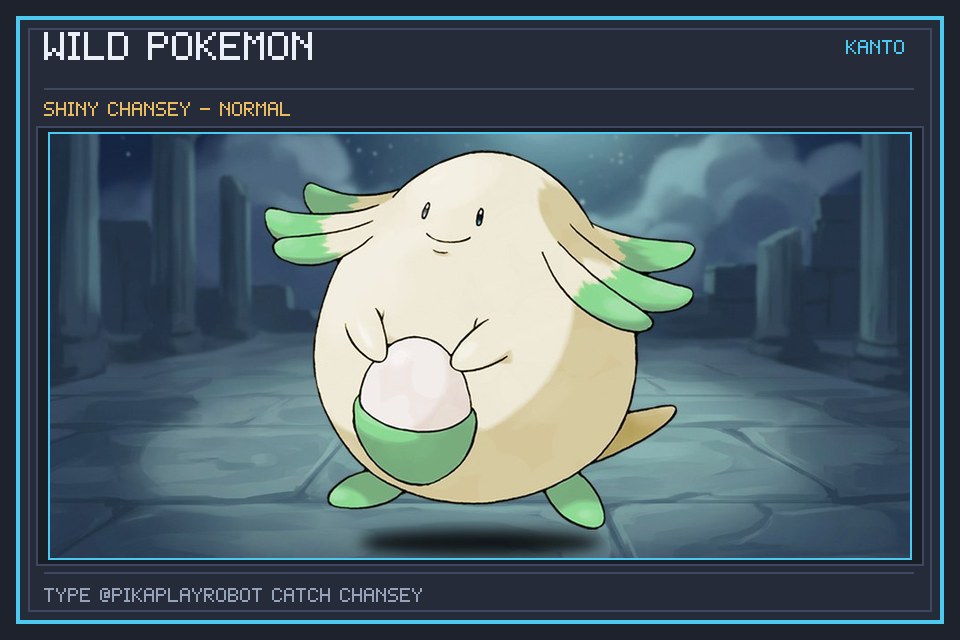 WILD POKEMON
KANTO
SHINY CHANSEY - NORMAL
TYPE @PIKAPLAYROBOT CATCH CHANSEY